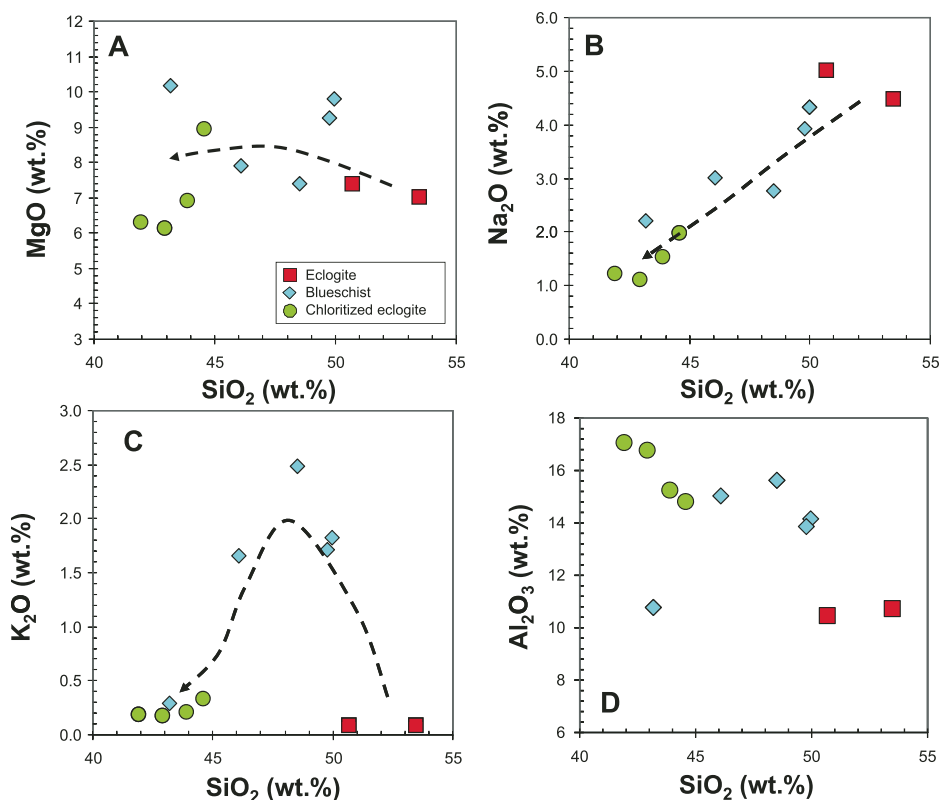 A
MgO (wt.%)
12
11
10
9
8
7
6
5
4
3
Eclogite
Blueschist
Chloritized eclogite
40 45 50 55
SiO2 (wt.%)
B
Na2O (wt.%)
6.0
5.0
4.0
3.0
2.0
1.0
0.0
40 45 50 55
SiO2 (wt.%)
C
K2O (wt.%)
3.0
2.5
2.0
1.5
1.0
0.5
0.0
40 45 50 55
SiO2 (wt.%)
Al2O3 (wt.%)
18
16
14
12
10
8
6
D
40 45 50 55
SiO2 (wt.%)